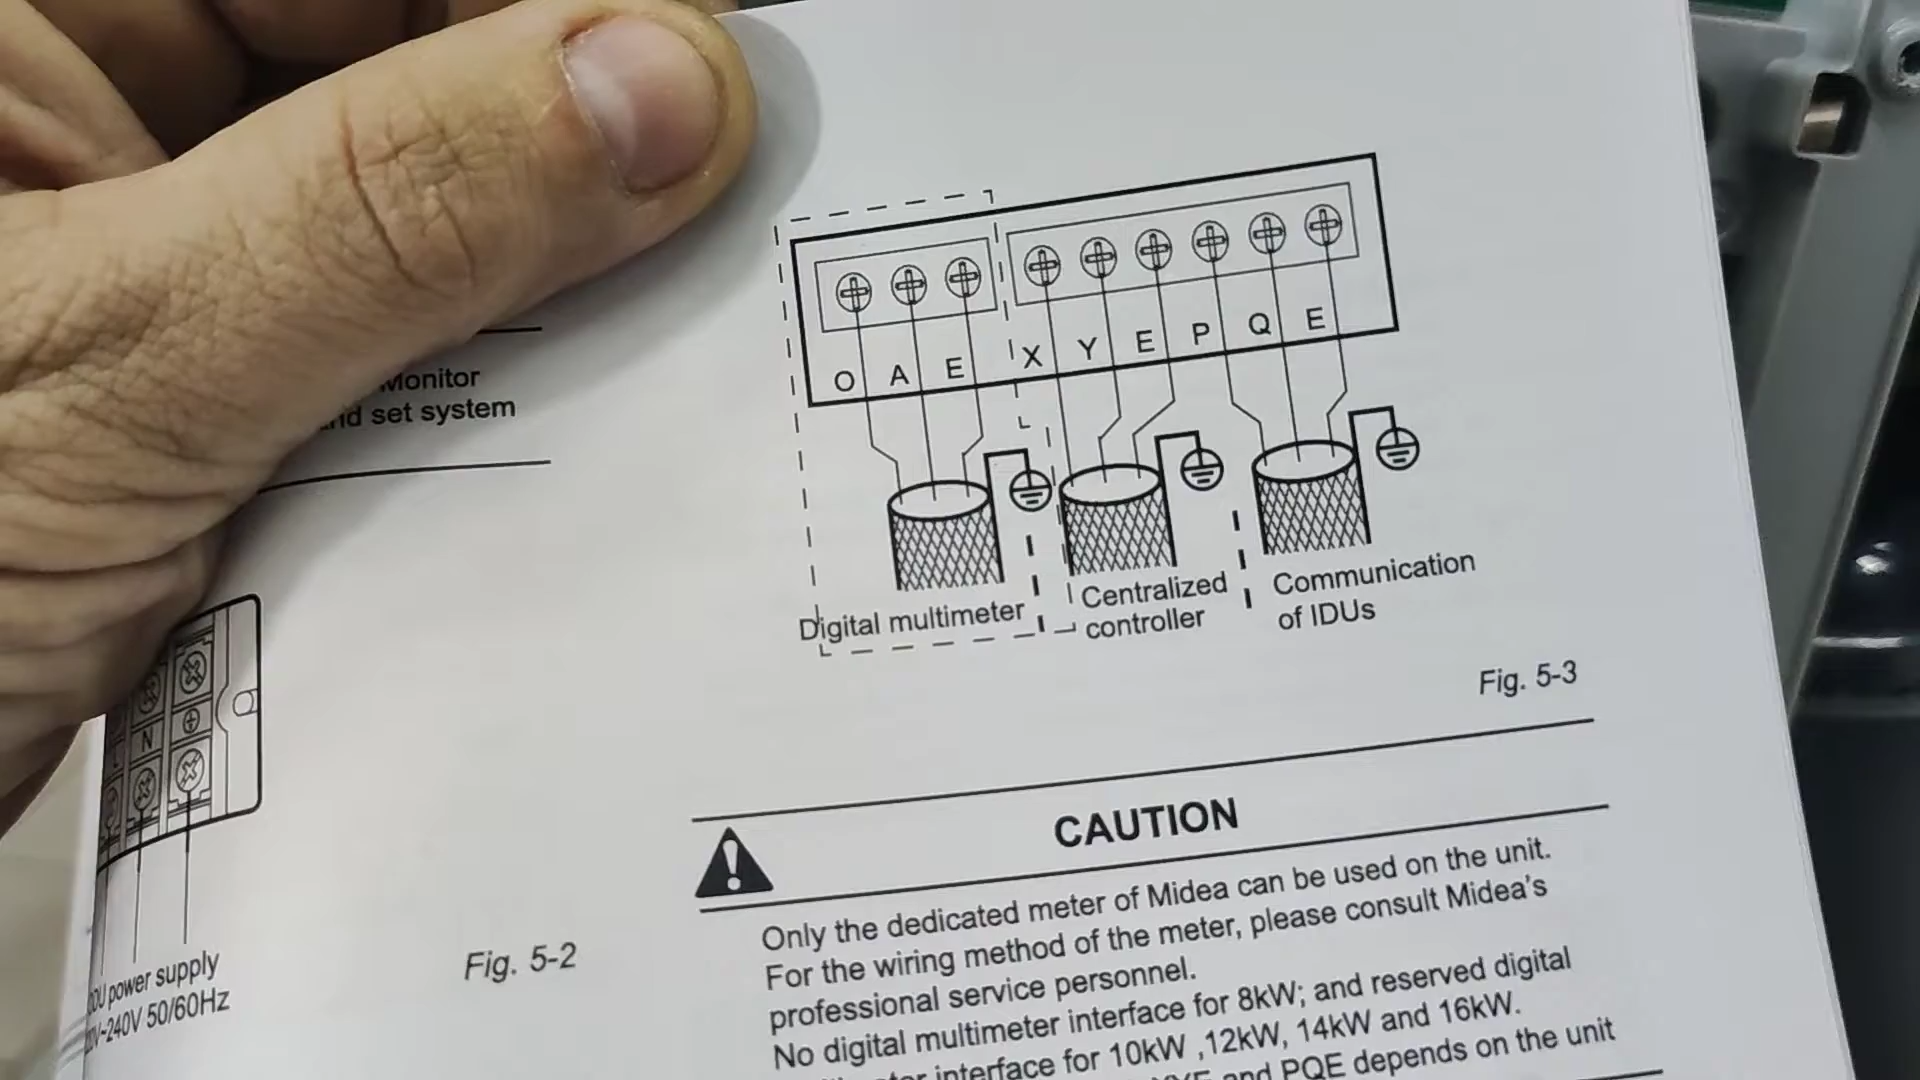 Monitor
set system
N
power supply
240V 50/60Hz
Fig. 5-2
O A E X Y E P Q E
Digital multimeter
Centralized
controller
Communication
of IDUs
Fig. 5-3
CAUTION
Only the dedicated meter of Midea can be used on the unit.
For the wiring method of the meter, please consult Midea's
professional service personnel.
No digital multimeter interface for 8kW; and reserved digital
interface for 10kW ,12kW, 14kW and 16kW.
and PQE depends on the unit